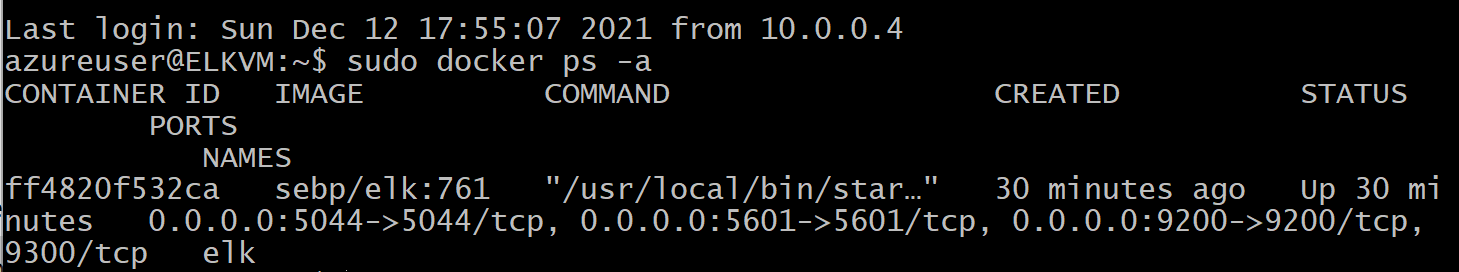 Last login: Sun Dec 12 17:55:07 2021 from 10.0.0.4
azureuser@ELKVM:~$ sudo docker ps -a
CONTAINER ID   IMAGE          COMMAND                  CREATED          STATUS
        PORTS
           NAMES
ff4820f532ca   sebp/elk:761   "/usr/local/bin/star…"   30 minutes ago   Up 30 mi
nutes   0.0.0.0:5044->5044/tcp, 0.0.0.0:5601->5601/tcp, 0.0.0.0:9200->9200/tcp,
9300/tcp   elk